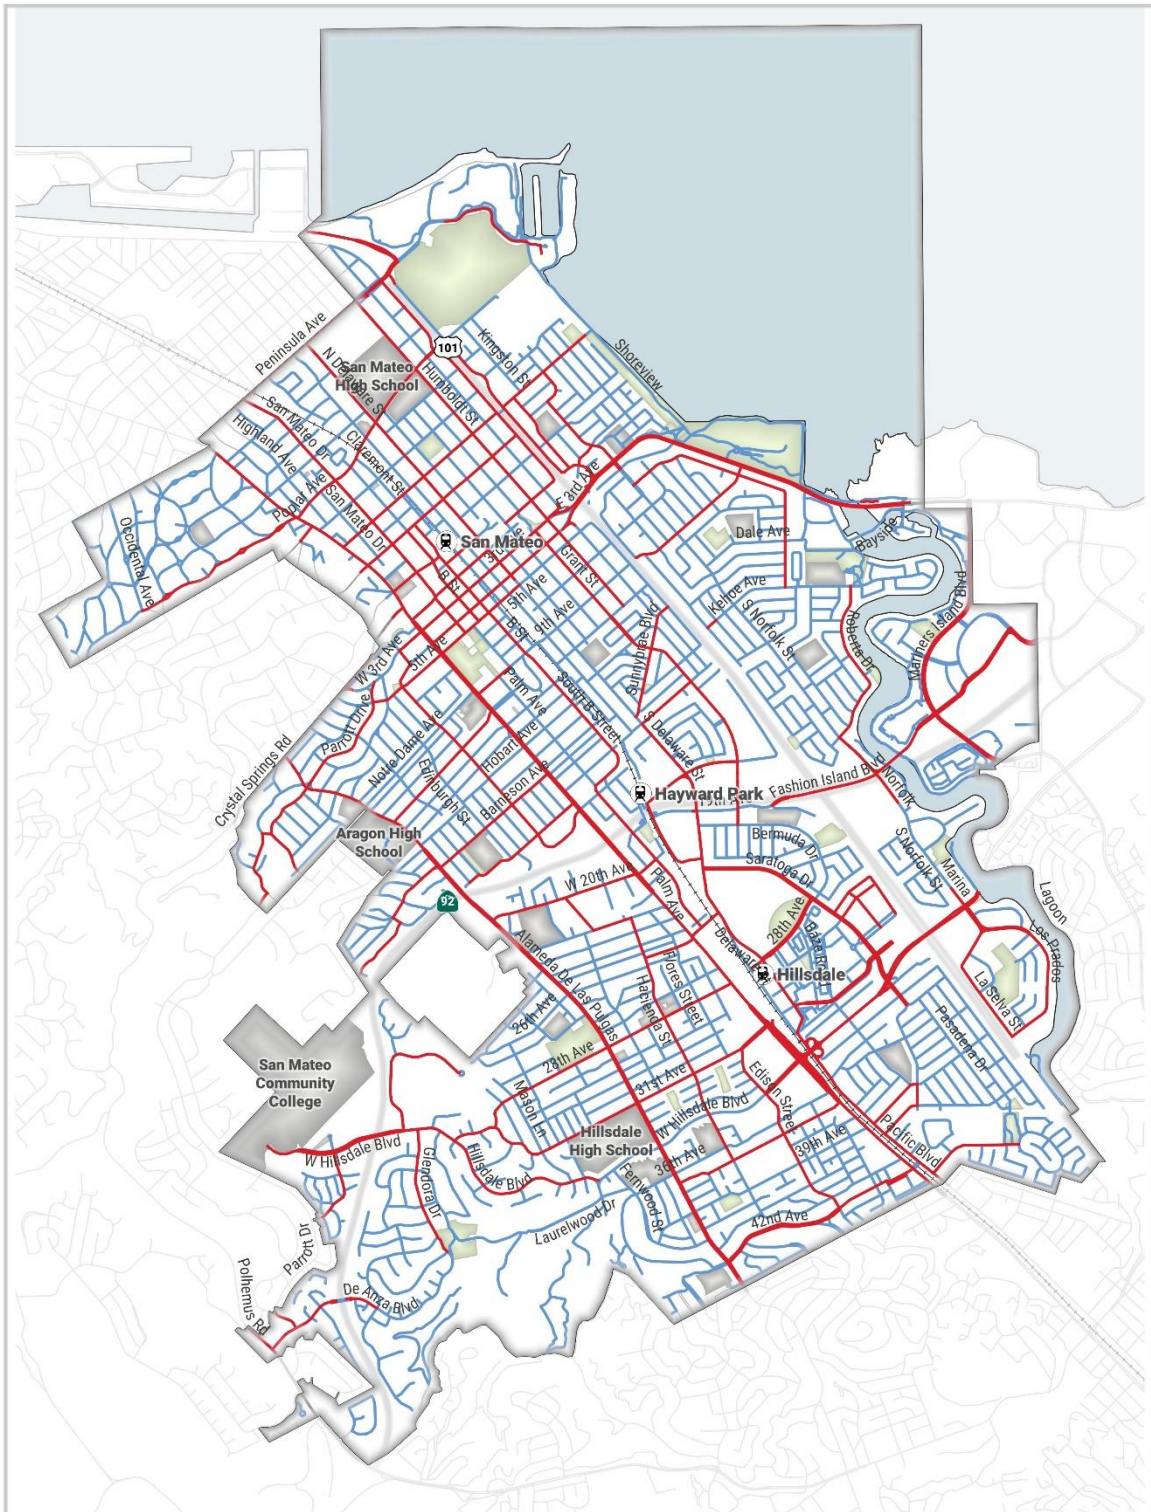 Peninsula Ave
101
Kingston St
Shoreview
N Delaware St
San Mateo
High School
Humboldt St
San Mateo Dr
Highland Ave
Claremont St
Poplar Ave
San Mateo Dr
E 3rd Ave
Occidental Ave
San Mateo
3rd
Dale Ave
Bayside
Grant St
B St
5th Ave
9th Ave
B St
Kehoe Ave
S Norfolk St
Sunnybrae Blvd
Roberta Dr
Mariners Island Blvd
W 3rd Ave
5th Ave
Palm Ave
South B Street
Parrott Drive
Notre Dame Ave
Hobart Ave
S Delaware St
Crystal Springs Rd
Edinburgh St
Barneson Ave
Hayward Park
19th Ave
Fashion Island Blvd
Norfolk
Aragon High
School
Bermuda Dr
Saratoga Dr
S Norfolk St
Marina
Lagoon
92
W 20th Ave
Palm Ave
28th Ave
Los Prados
Alameda De Las Pulgas
Delaware
Hillsdale
La Selva St
Flores Street
Hacienda St
26th Ave
28th Ave
Pasadena Dr
San Mateo
Community
College
31st Ave
Edison Street
Mason Ln
W Hillsdale Blvd
Hillsdale
High School
36th Ave
39th Ave
Pacific Blvd
W Hillsdale Blvd
Glendora Dr
Hillsdale Blvd
Fernwood St
Laurelwood Dr
42nd Ave
Parrott Dr
Polhemus Rd
De Anza Blvd